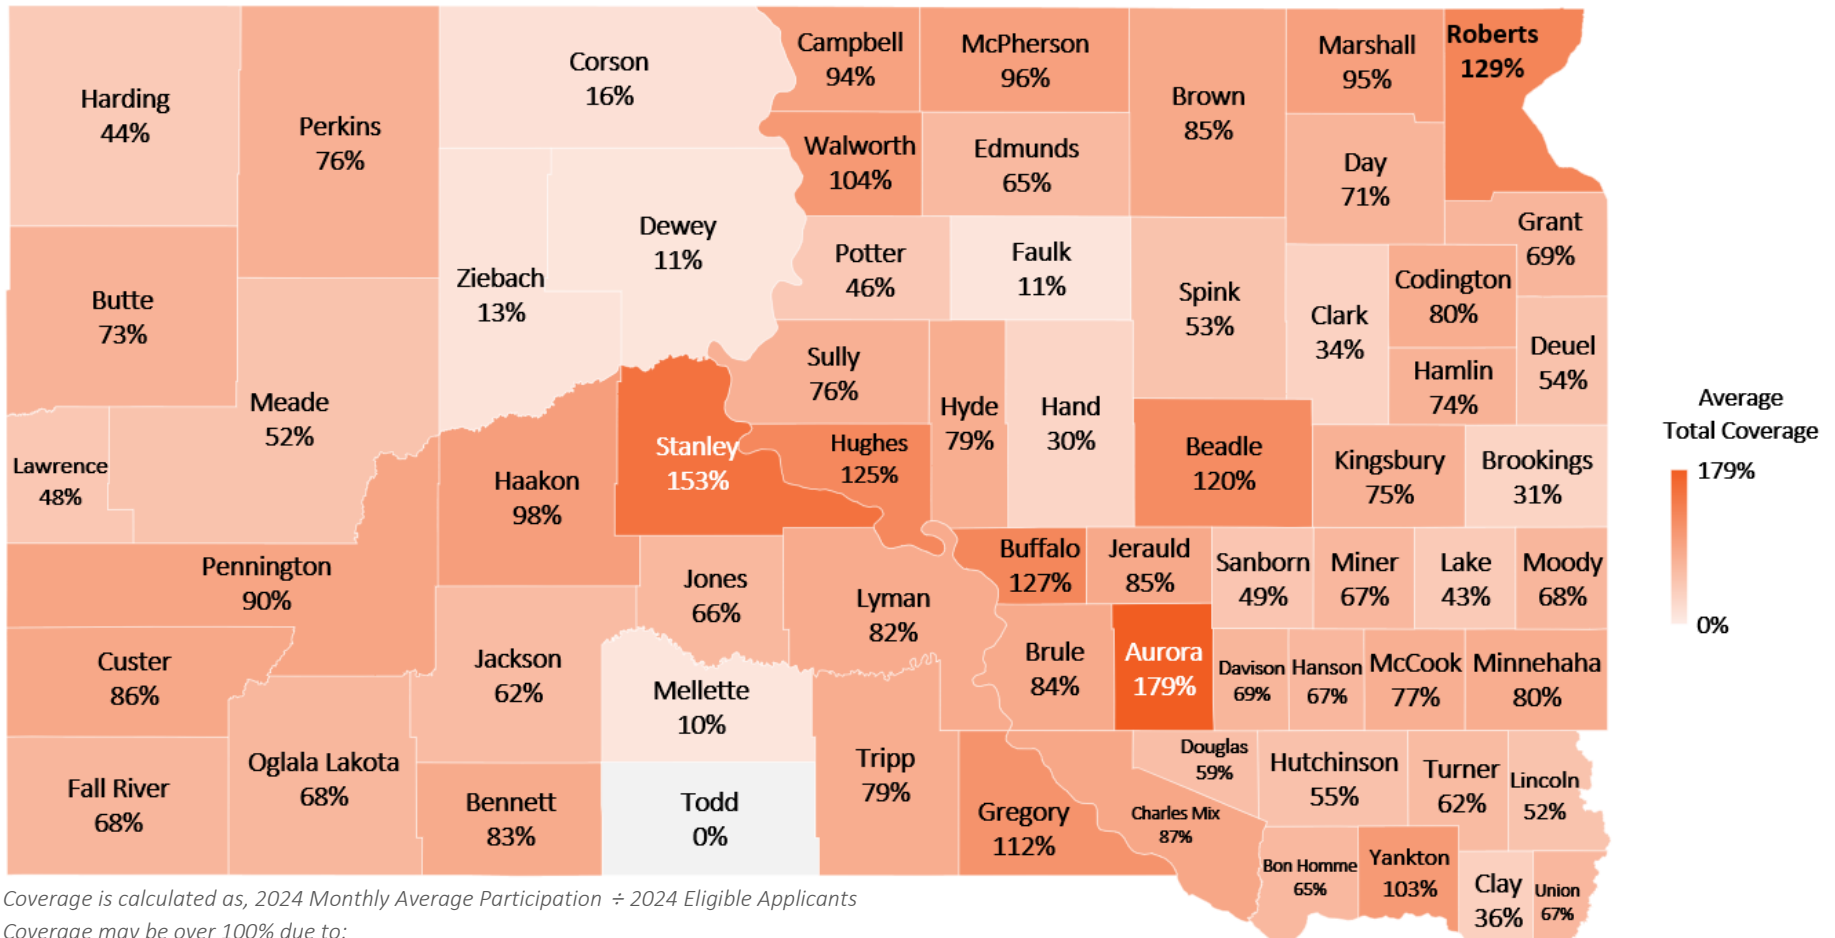 Harding
44%
Perkins
76%
Corson
16%
Campbell
94%
McPherson
96%
Brown
85%
Marshall
95%
Roberts
129%
Walworth
104%
Edmunds
65%
Day
71%
Grant
69%
Butte
73%
Ziebach
13%
Dewey
11%
Potter
46%
Faulk
11%
Spink
53%
Clark
34%
Codington
80%
Deuel
54%
Hamlin
74%
Meade
52%
Lawrence
48%
Haakon
98%
Stanley
153%
Sully
76%
Hughes
125%
Hyde
79%
Hand
30%
Beadle
120%
Kingsbury
75%
Brookings
31%
Average
Total Coverage
179%
0%
Pennington
90%
Jones
66%
Lyman
82%
Buffalo
127%
Jerauld
85%
Sanborn
49%
Miner
67%
Lake
43%
Moody
68%
Custer
86%
Jackson
62%
Mellette
10%
Brule
84%
Aurora
179%
Davison
69%
Hanson
67%
McCook
77%
Minnehaha
80%
Fall River
68%
Oglala Lakota
68%
Bennett
83%
Todd
0%
Tripp
79%
Gregory
112%
Charles Mix
87%
Douglas
59%
Hutchinson
55%
Turner
62%
Lincoln
52%
Bon Homme
65%
Yankton
103%
Clay
36%
Union
67%
Coverage is calculated as, 2024 Monthly Average Participation ÷ 2024 Eligible Applicants
Coverage may be over 100% due to: